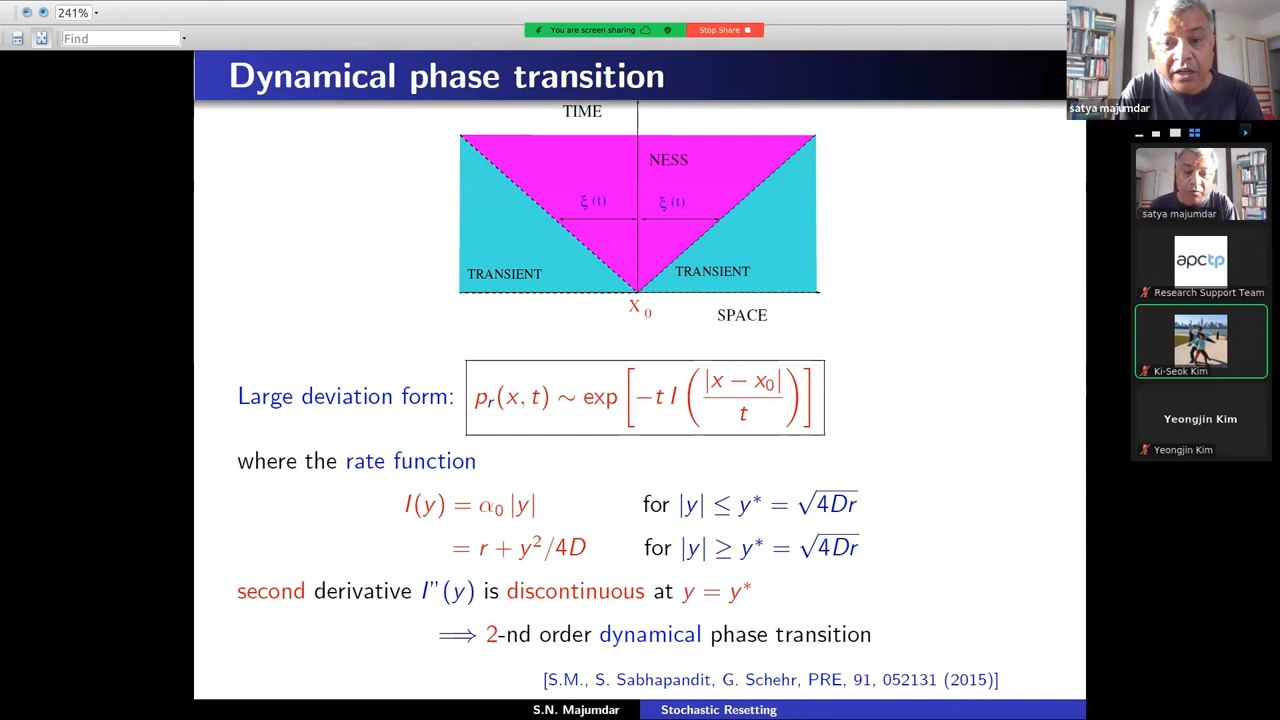 241%
Find
You are screen sharing
Stop Share
satya majumdar
Dynamical phase transition
TIME
NESS
ξ (t)
ξ (t)
TRANSIENT
TRANSIENT
X 0
SPACE
Large deviation form: pᵣ(x, t) ∼ exp [−t I (|x − x₀| / t)]
where the rate function
I(y) = α₀ |y| for |y| ≤ y* = √4Dr
= r + y²/4D for |y| ≥ y* = √4Dr
second derivative I''(y) is discontinuous at y = y*
⟹ 2-nd order dynamical phase transition
[S.M., S. Sabhapandit, G. Schehr, PRE, 91, 052131 (2015)]
S.N. Majumdar
Stochastic Resetting
satya majumdar
apctp
Research Support Team
Ki-Seok Kim
Yeongjin Kim
Yeongjin Kim